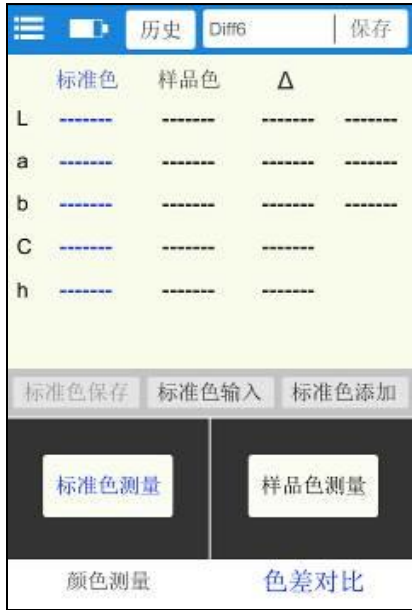 历史 Diff6 保存
标准色 样品色 Δ
L ------- ------- ------- -------
a ------- ------- ------- -------
b ------- ------- ------- -------
C ------- ------- -------
h ------- ------- -------
标准色保存 标准色输入 标准色添加
标准色测量 样品色测量
颜色测量 色差对比